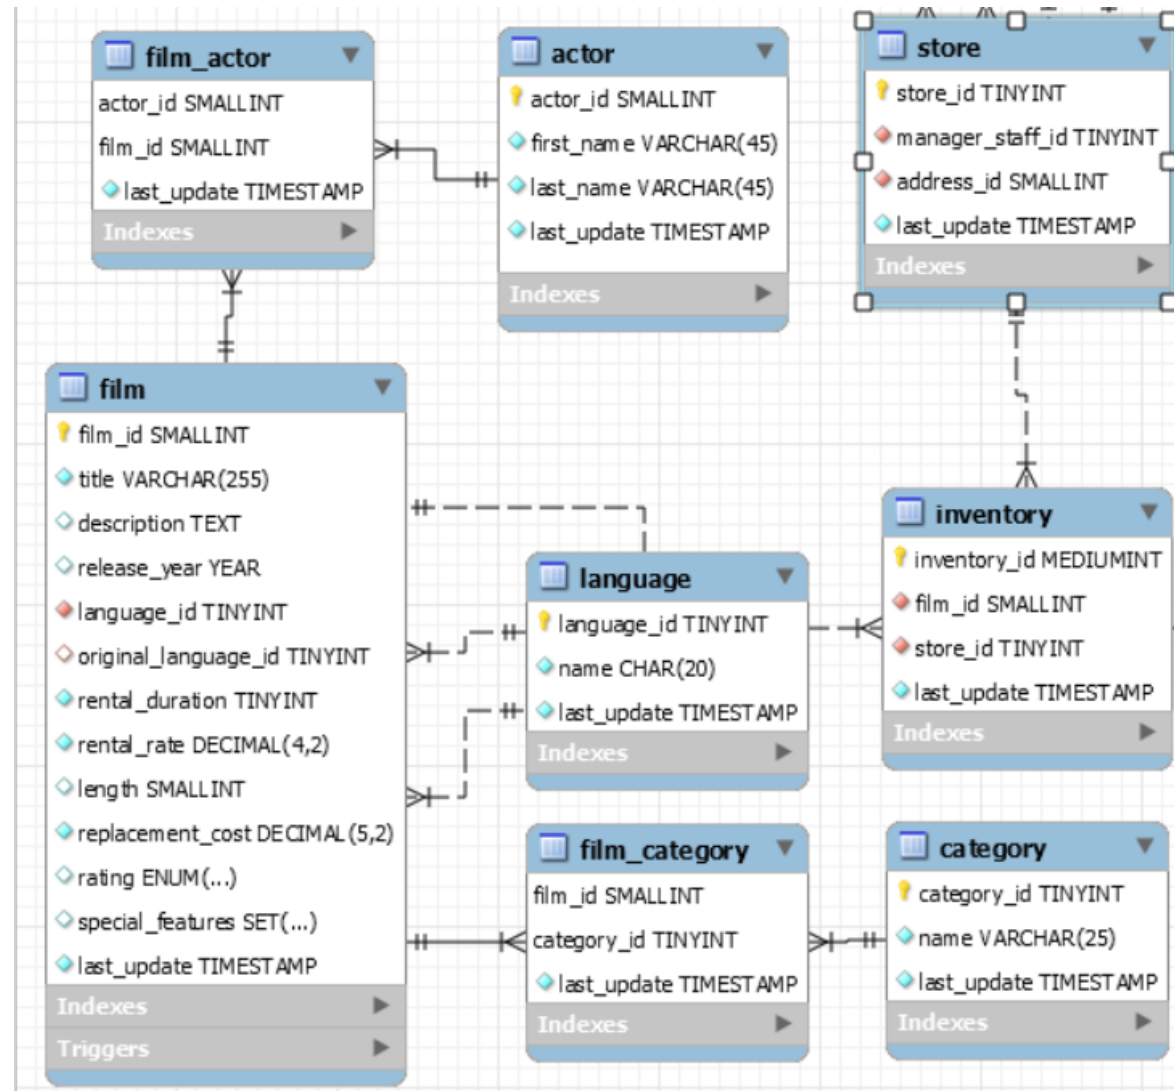 film_actor
actor_id SMALLINT
film_id SMALLINT
last_update TIMESTAMP
Indexes
actor
actor_id SMALLINT
first_name VARCHAR(45)
last_name VARCHAR(45)
last_update TIMESTAMP
Indexes
store
store_id TINYINT
manager_staff_id TINYINT
address_id SMALLINT
last_update TIMESTAMP
Indexes
film
film_id SMALLINT
title VARCHAR(255)
description TEXT
release_year YEAR
language_id TINYINT
original_language_id TINYINT
rental_duration TINYINT
rental_rate DECIMAL(4,2)
length SMALLINT
replacement_cost DECIMAL(5,2)
rating ENUM(...)
special_features SET(...)
last_update TIMESTAMP
Indexes
Triggers
language
language_id TINYINT
name CHAR(20)
last_update TIMESTAMP
Indexes
inventory
inventory_id MEDIUMINT
film_id SMALLINT
store_id TINYINT
last_update TIMESTAMP
Indexes
film_category
film_id SMALLINT
category_id TINYINT
last_update TIMESTAMP
Indexes
category
category_id TINYINT
name VARCHAR(25)
last_update TIMESTAMP
Indexes